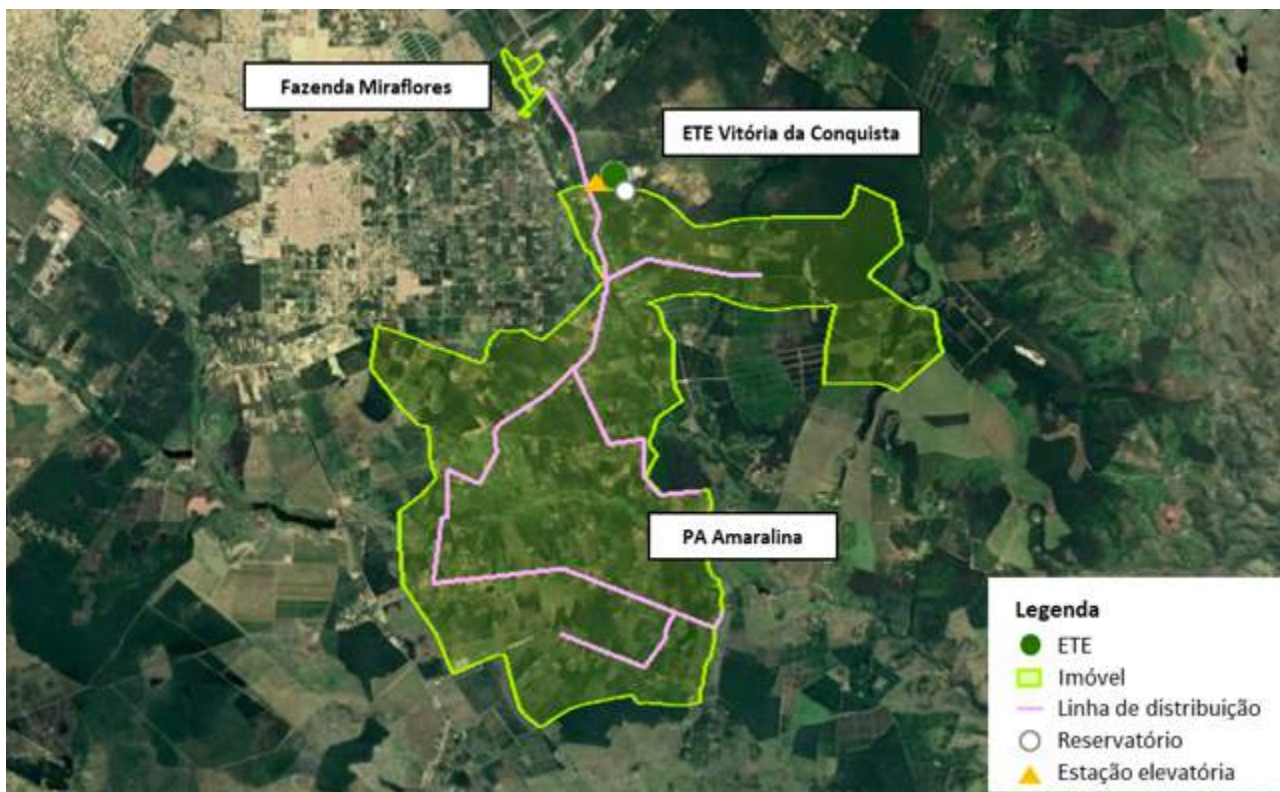 Fazenda Miraflores
ETE Vitória da Conquista
PA Amaralina
Legenda
ETE
Imóvel
Linha de distribuição
Reservatório
Estação elevatória